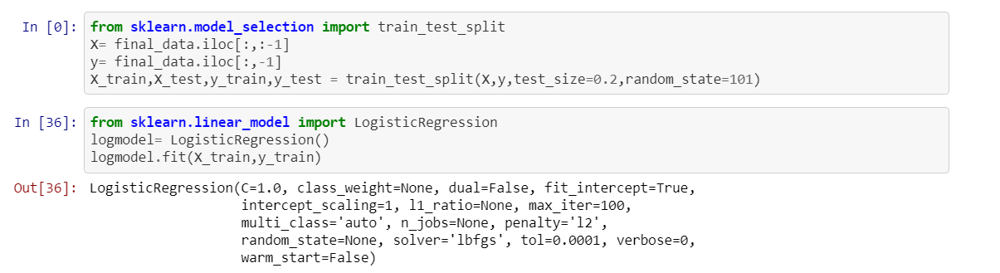 In [0]: from sklearn.model_selection import train_test_split
X= final_data.iloc[:,:-1]
y= final_data.iloc[:,-1]
X_train,X_test,y_train,y_test = train_test_split(X,y,test_size=0.2,random_state=101)
In [36]: from sklearn.linear_model import LogisticRegression
logmodel= LogisticRegression()
logmodel.fit(X_train,y_train)
Out[36]: LogisticRegression(C=1.0, class_weight=None, dual=False, fit_intercept=True,
intercept_scaling=1, l1_ratio=None, max_iter=100,
multi_class='auto', n_jobs=None, penalty='l2',
random_state=None, solver='lbfgs', tol=0.0001, verbose=0,
warm_start=False)